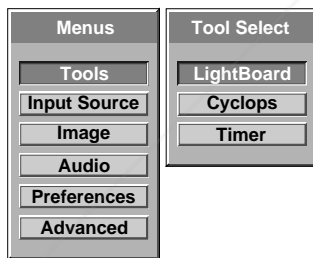 Menus
Tools
Input Source
Image
Audio
Preferences
Advanced
Tool Select
LightBoard
Cyclops
Timer